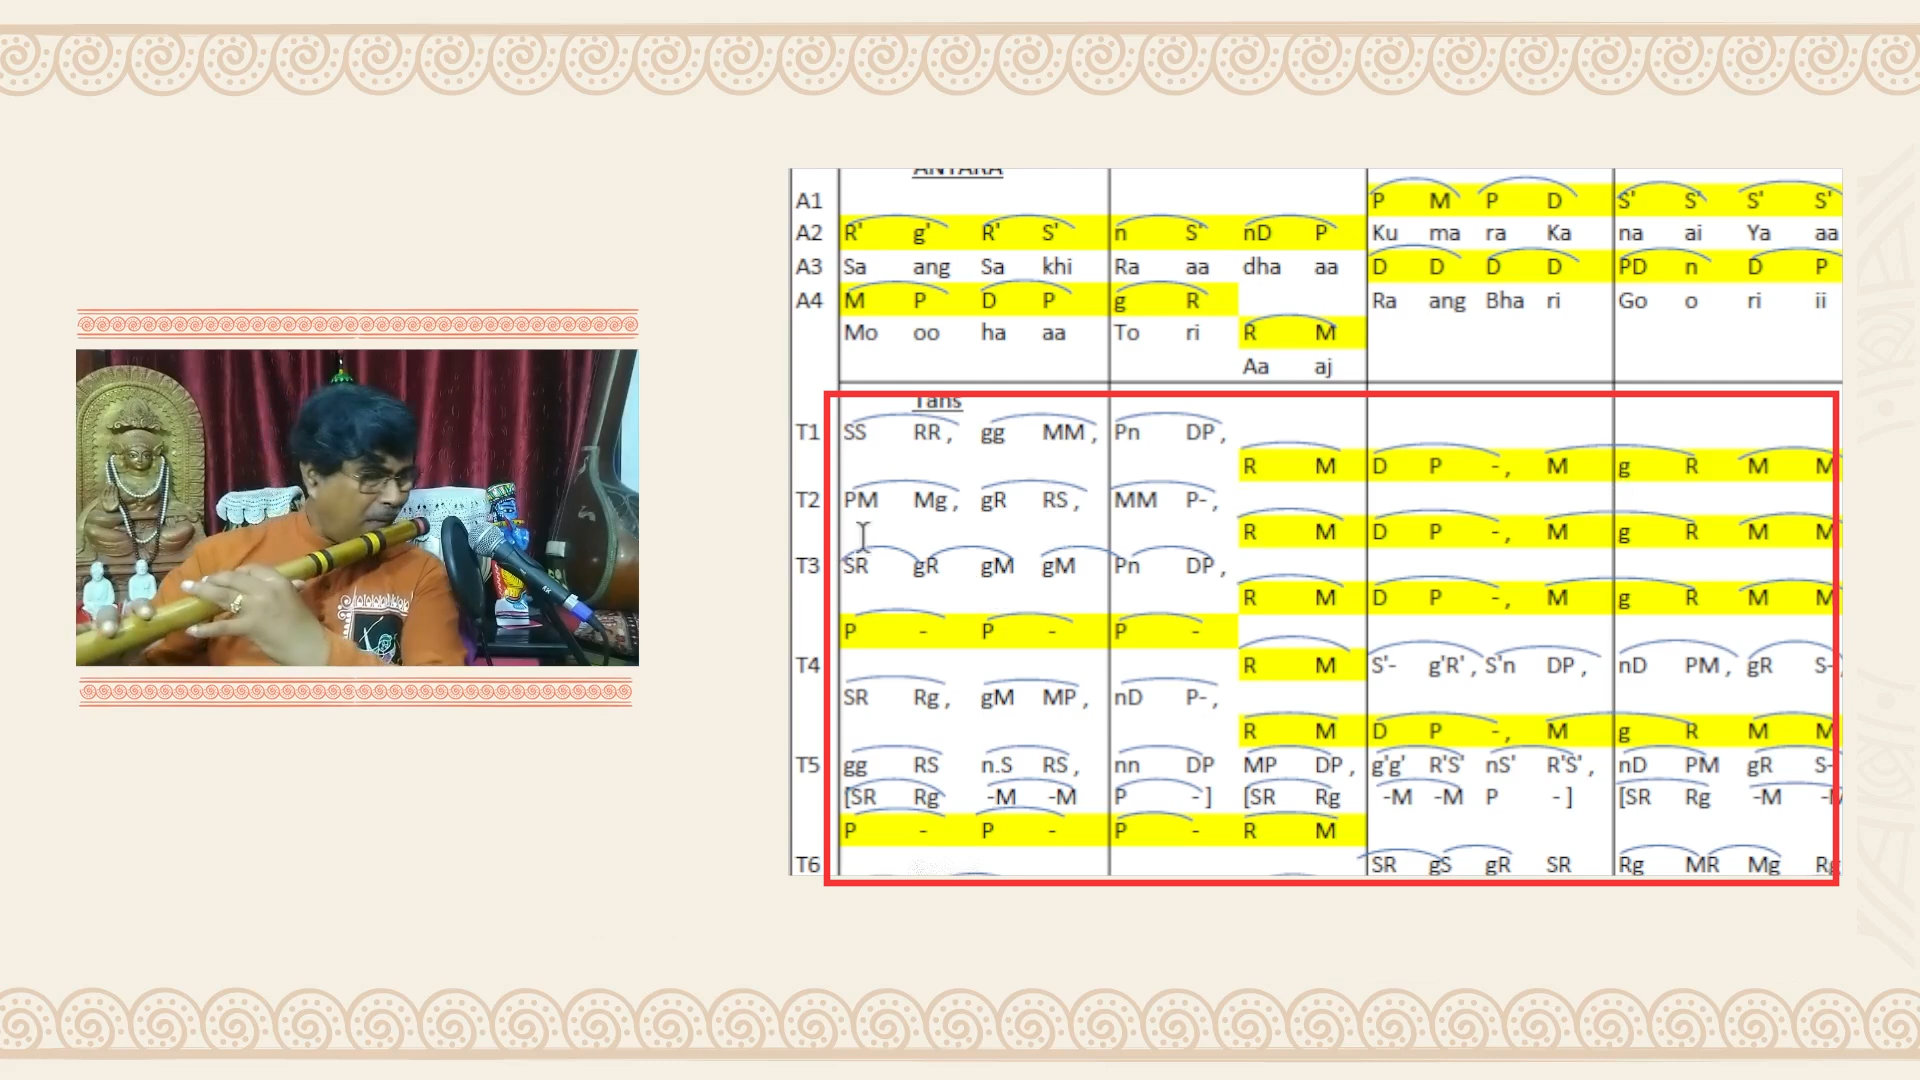 ANTARA
A1 P M P D S' S' S' S'
A2 R' g' R' S' n S' nD P Ku ma ra Ka na ai Ya aa
A3 Sa ang Sa khi Ra aa dha aa D D D D PD n D P
A4 M P D P g R Ra ang Bha ri Go o ri ii
Mo oo ha aa To ri R M
Aa aj
Tans
T1 SS RR , gg MM , Pn DP ,
R M D P - , M g R M M
T2 PM Mg , gR RS , MM P- ,
R M D P - , M g R M M
T3 SR gR gM gM Pn DP ,
R M D P - , M g R M M
P - P - P -
T4 R M S'- g'R' , S'n DP , nD PM , gR S-
SR Rg , gM MP , nD P- ,
R M D P - , M g R M M
T5 gg RS n.S RS , nn DP MP DP , g'g' R'S' nS' R'S' , nD PM gR S-
[SR Rg -M -M P - ] [SR Rg -M -M P - ] [SR Rg -M -M
P - P - P - R M
T6 SR gS gR SR Rg MR Mg Rg